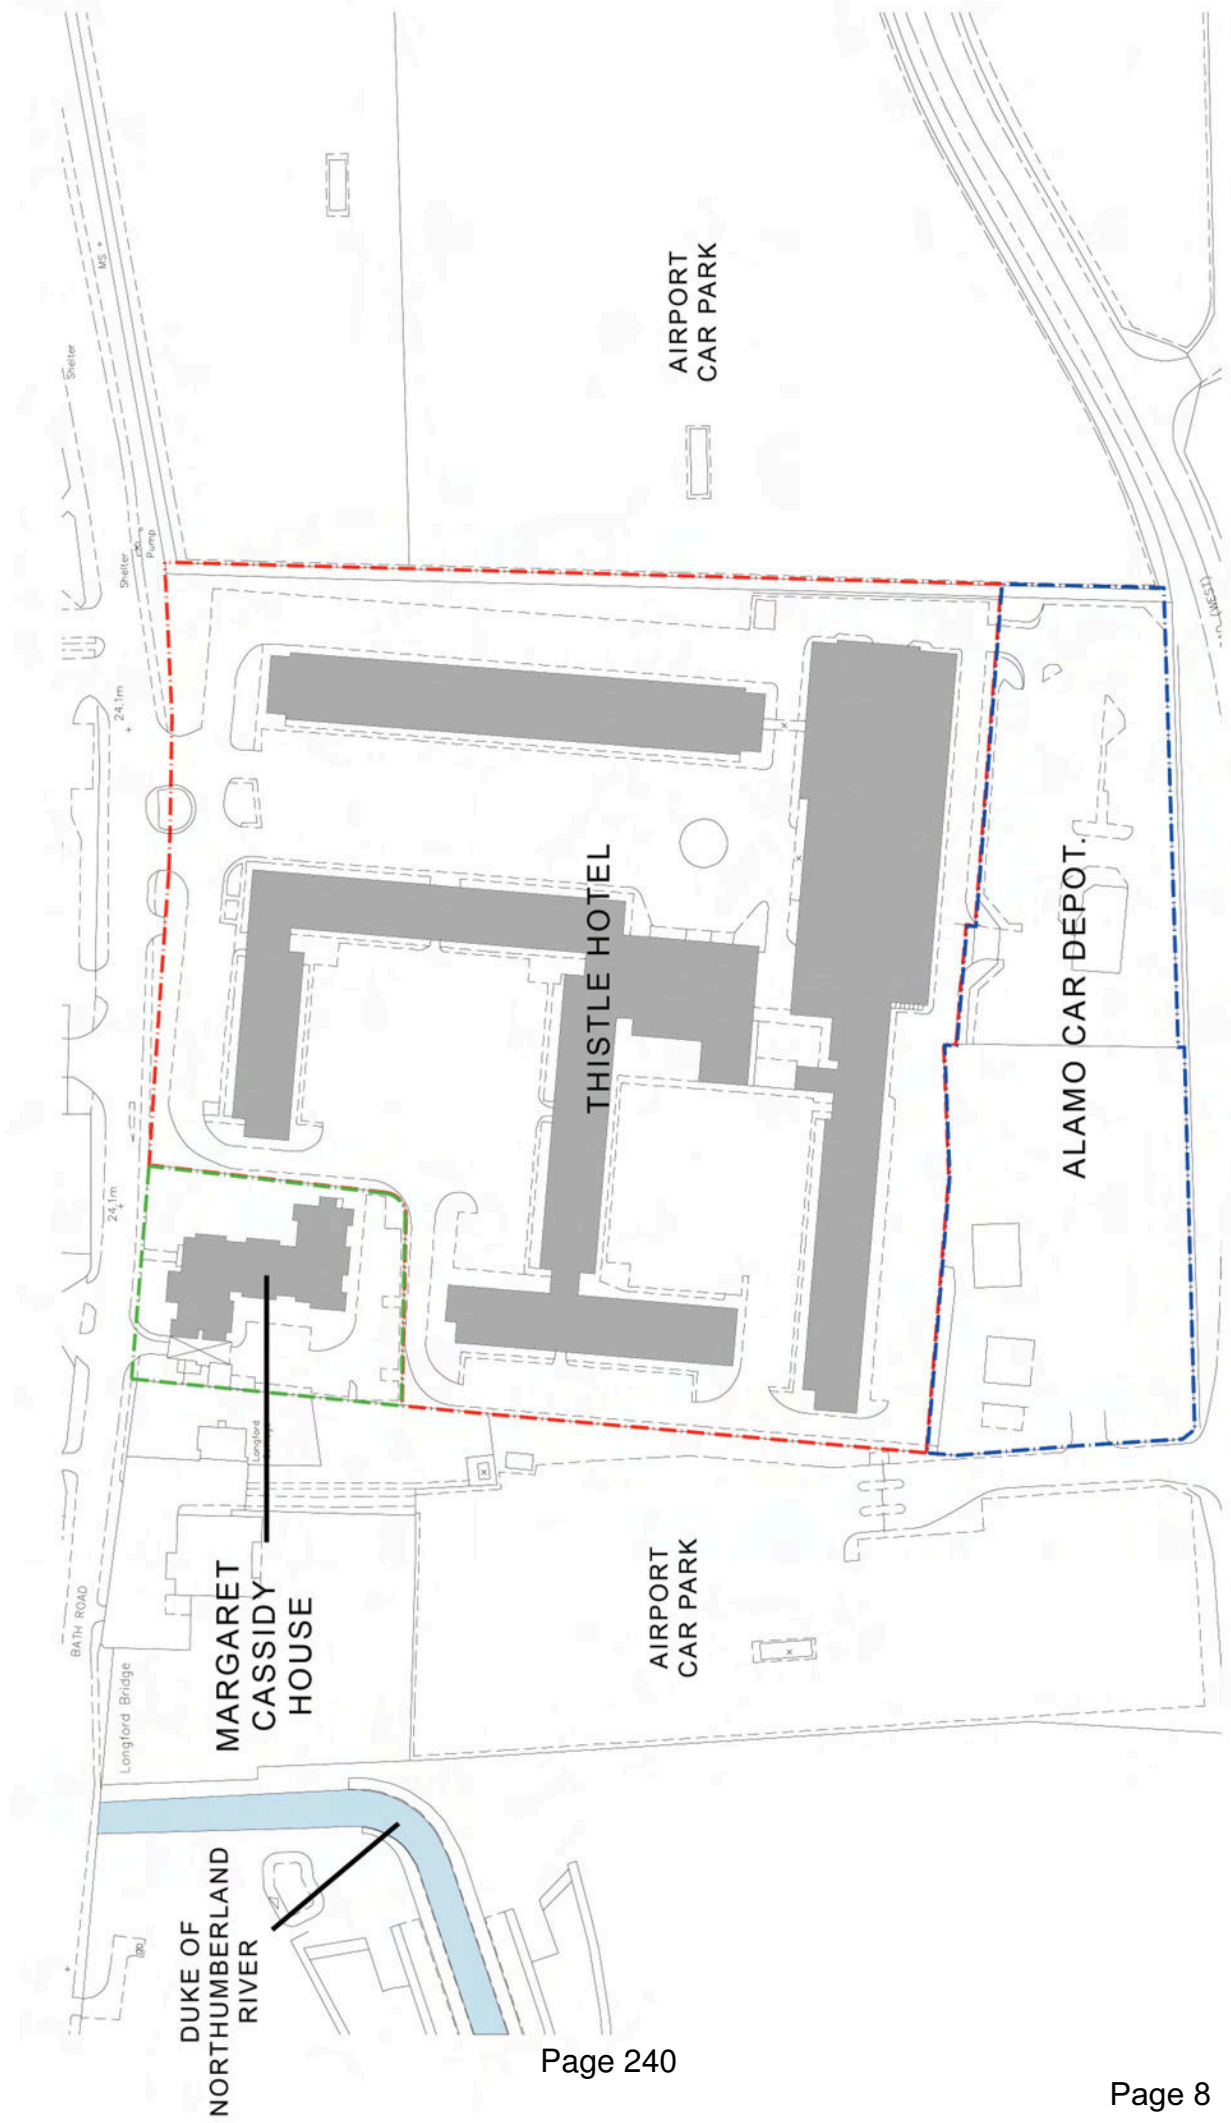 MS
Shelter
Shelter
Pump
24.1m
24.1m
AIRPORT
CAR PARK
THISTLE HOTEL
ALAMO CAR DEPOT.
Longford
BATH ROAD
Longford Bridge
MARGARET
CASSIDY
HOUSE
AIRPORT
CAR PARK
DUKE OF
NORTHUMBERLAND
RIVER
Page 240
Page 8